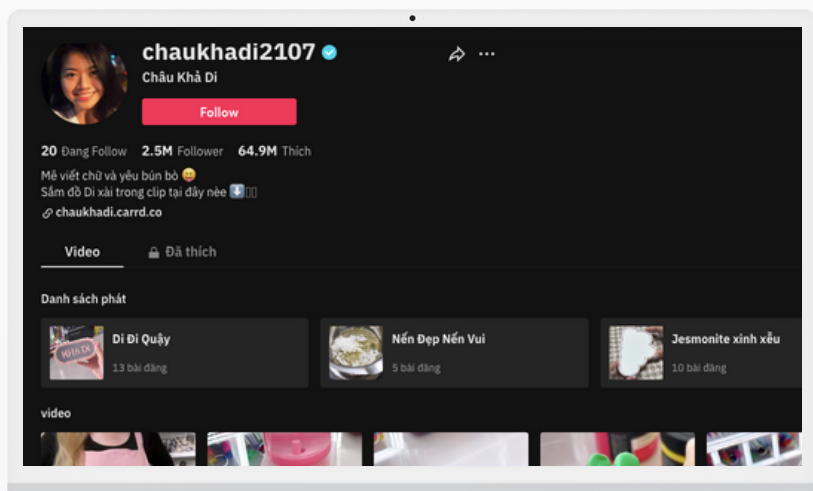 chaukhadi2107
Châu Khả Di
Follow
20 Đang Follow 2.5M Follower 64.9M Thích
Mê viết chữ và yêu bún bò 😛
Sắm đồ Di xài trong clip tại đây nèe ⬇️
chaukhadi.carrd.co
Video Đã thích
Danh sách phát
Di Đi Quậy
13 bài đăng
Nến Đẹp Nến Vui
5 bài đăng
Jesmonite xinh xẻo
10 bài đăng
video
KHẢ DI